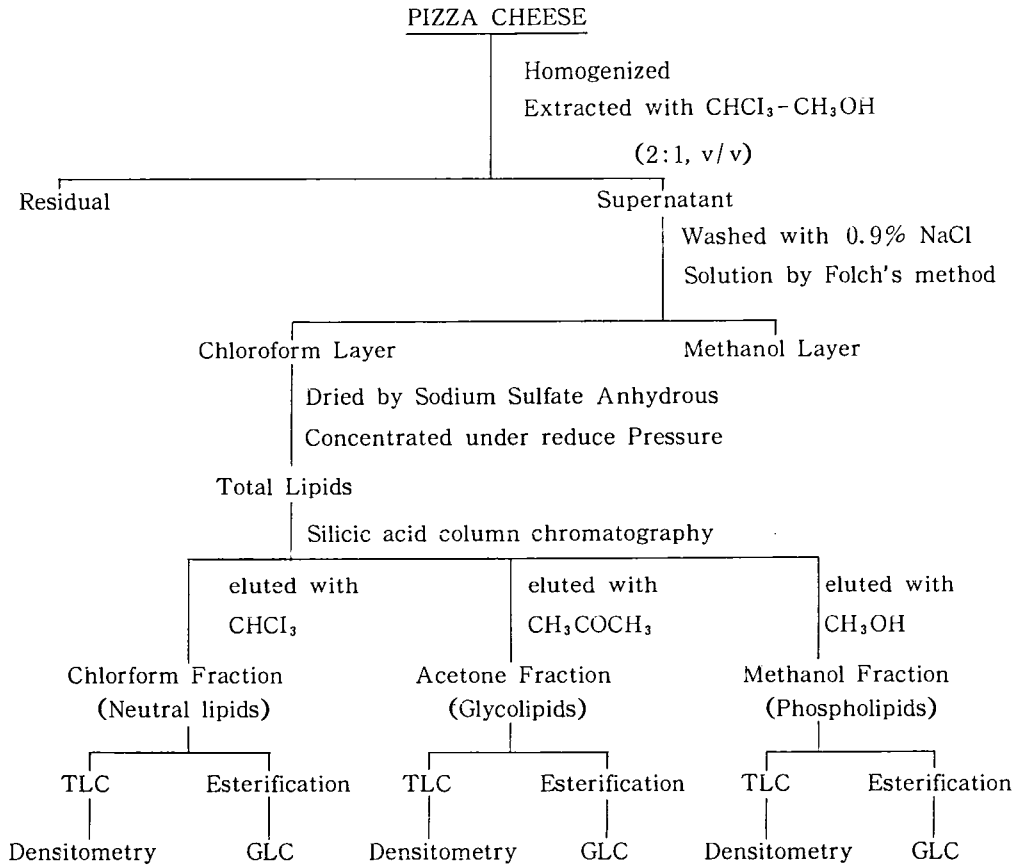 PIZZA CHEESE
Homogenized
Extracted with CHCl₃-CH₃OH
(2:1, v/v)
Residual
Supernatant
Washed with 0.9% NaCl
Solution by Folch's method
Chloroform Layer
Methanol Layer
Dried by Sodium Sulfate Anhydrous
Concentrated under reduce Pressure
Total Lipids
Silicic acid column chromatography
eluted with
CHCl₃
eluted with
CH₃COCH₃
eluted with
CH₃OH
Chlorform Fraction
(Neutral lipids)
Acetone Fraction
(Glycolipids)
Methanol Fraction
(Phospholipids)
TLC
Esterification
TLC
Esterification
TLC
Esterification
Densitometry
GLC
Densitometry
GLC
Densitometry
GLC